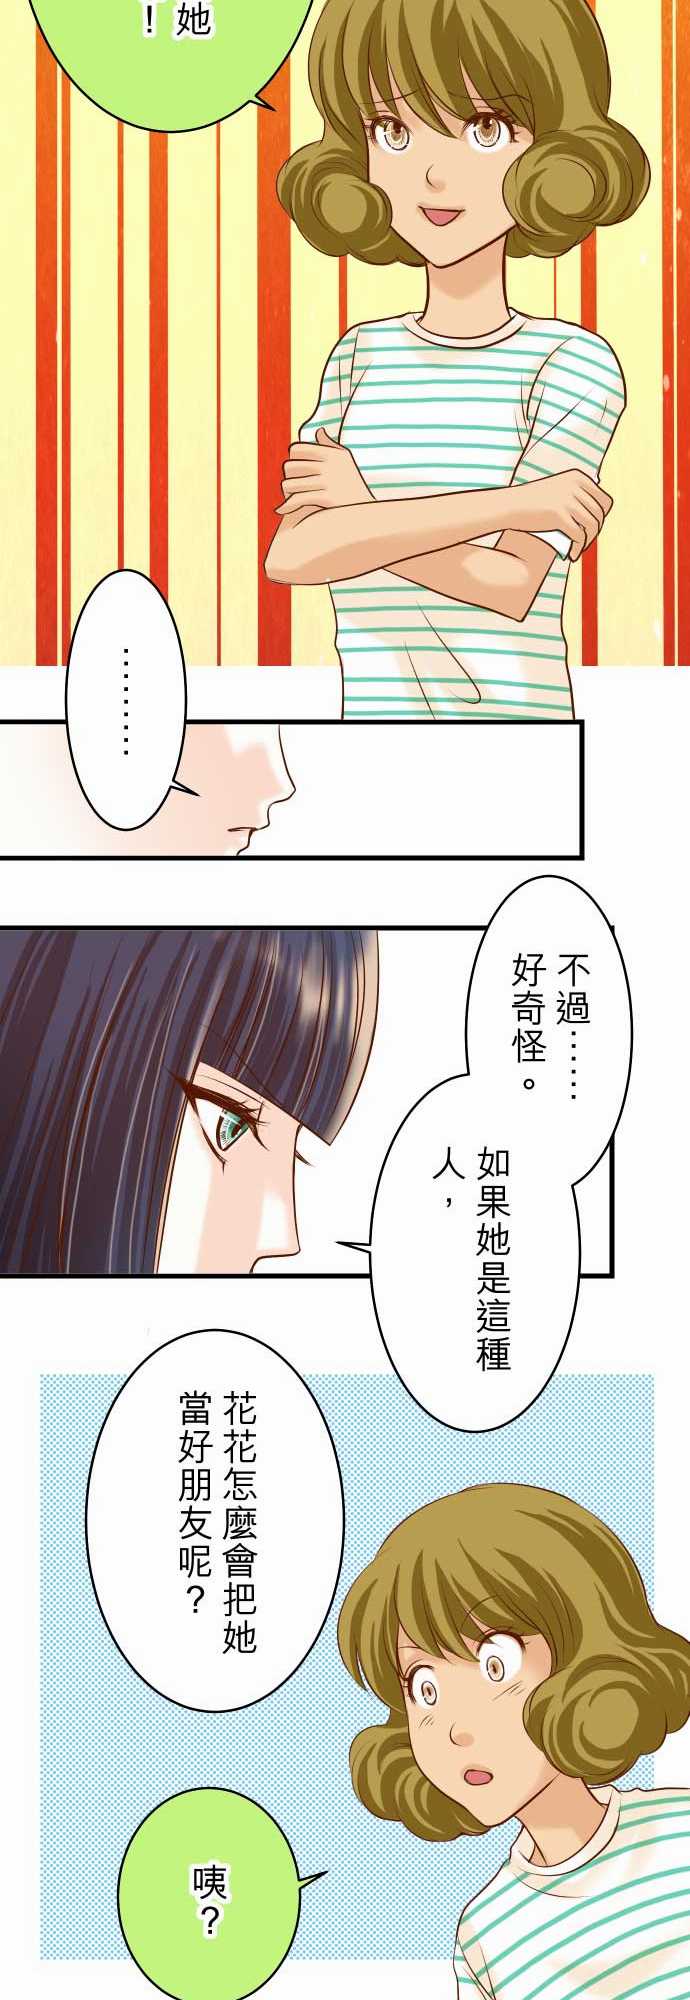 她
！
………
不過……
好奇怪。
如果她是這種
人，
花花怎麼會把她
當好朋友呢？
咦？